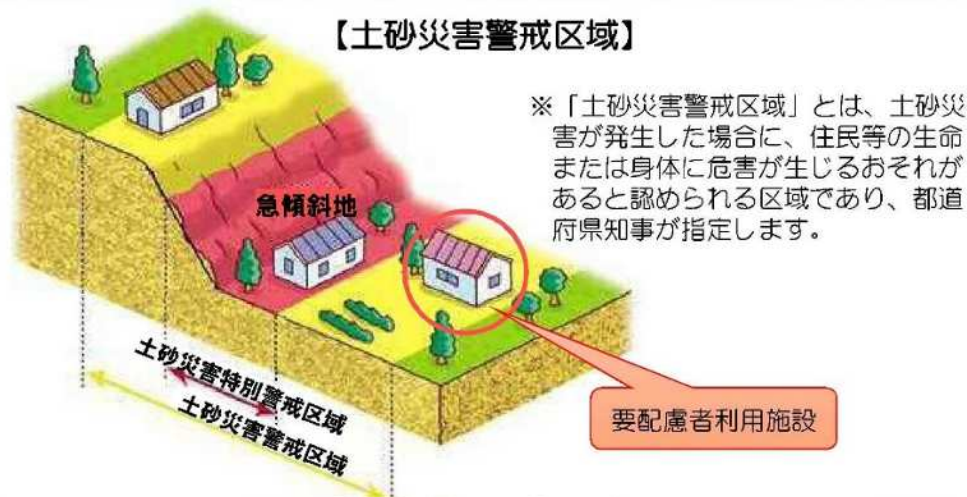 【土砂災害警戒区域】
※「土砂災害警戒区域」とは、土砂災
害が発生した場合に、住民等の生命
または身体に危害が生じるおそれが
あると認められる区域であり、都道
府県知事が指定します。
急傾斜地
土砂災害特別警戒区域
土砂災害警戒区域
要配慮者利用施設